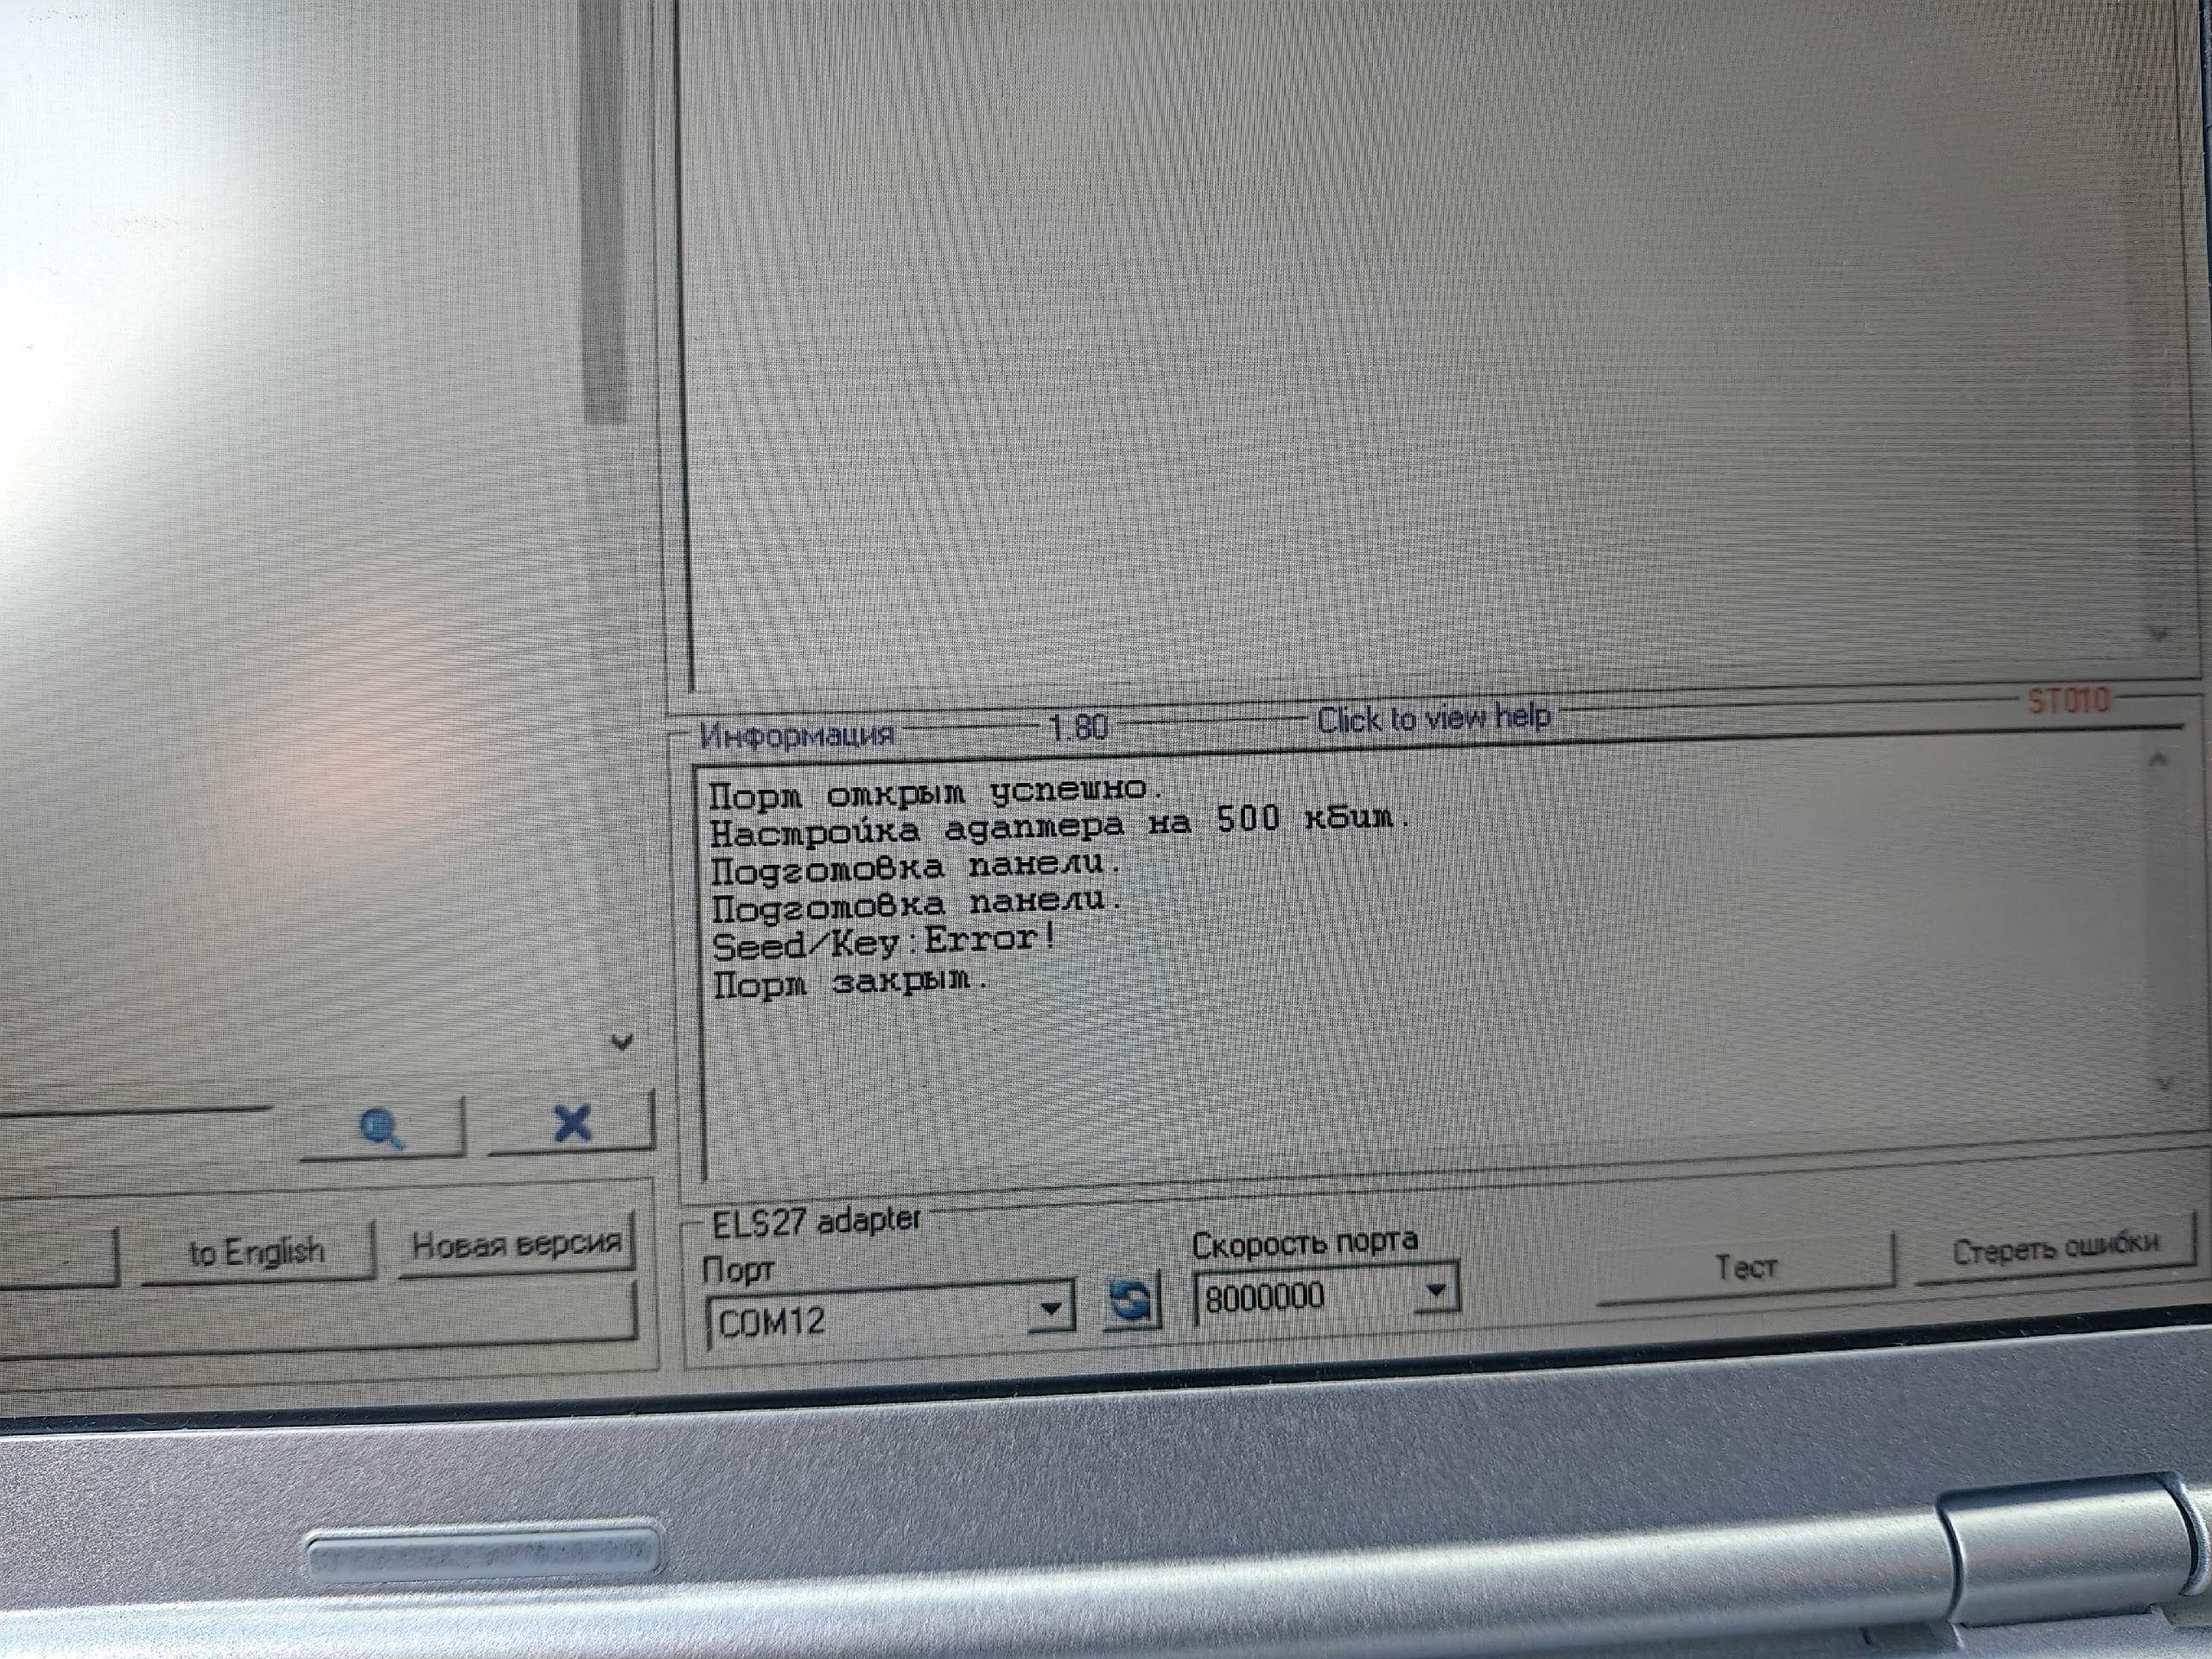 Информация 1.80 Click to view help ST010
Порт открыт успешно.
Настройка адаптера на 500 кбит.
Подготовка панели.
Подготовка панели.
Seed/Key:Error!
Порт закрыт.
to English Новая версия
ELS27 adapter
Порт Скорость порта
COM12 8000000
Тест Стереть ошибки